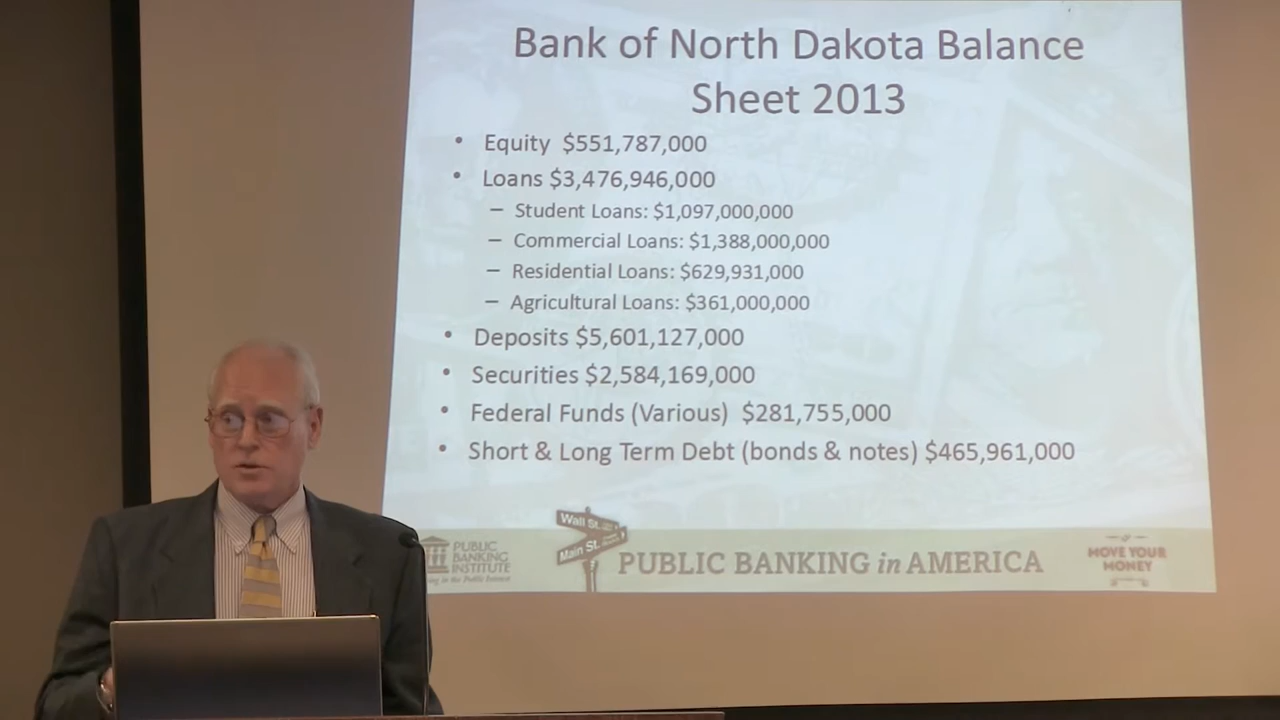 Bank of North Dakota Balance
Sheet 2013
• Equity $551,787,000
• Loans $3,476,946,000
– Student Loans: $1,097,000,000
– Commercial Loans: $1,388,000,000
– Residential Loans: $629,931,000
– Agricultural Loans: $361,000,000
• Deposits $5,601,127,000
• Securities $2,584,169,000
• Federal Funds (Various) $281,755,000
• Short & Long Term Debt (bonds & notes) $465,961,000
PUBLIC
BANKING
INSTITUTE
in the Public Interest
Wall St.
Main St.
PUBLIC BANKING in AMERICA
MOVE YOUR
MONEY